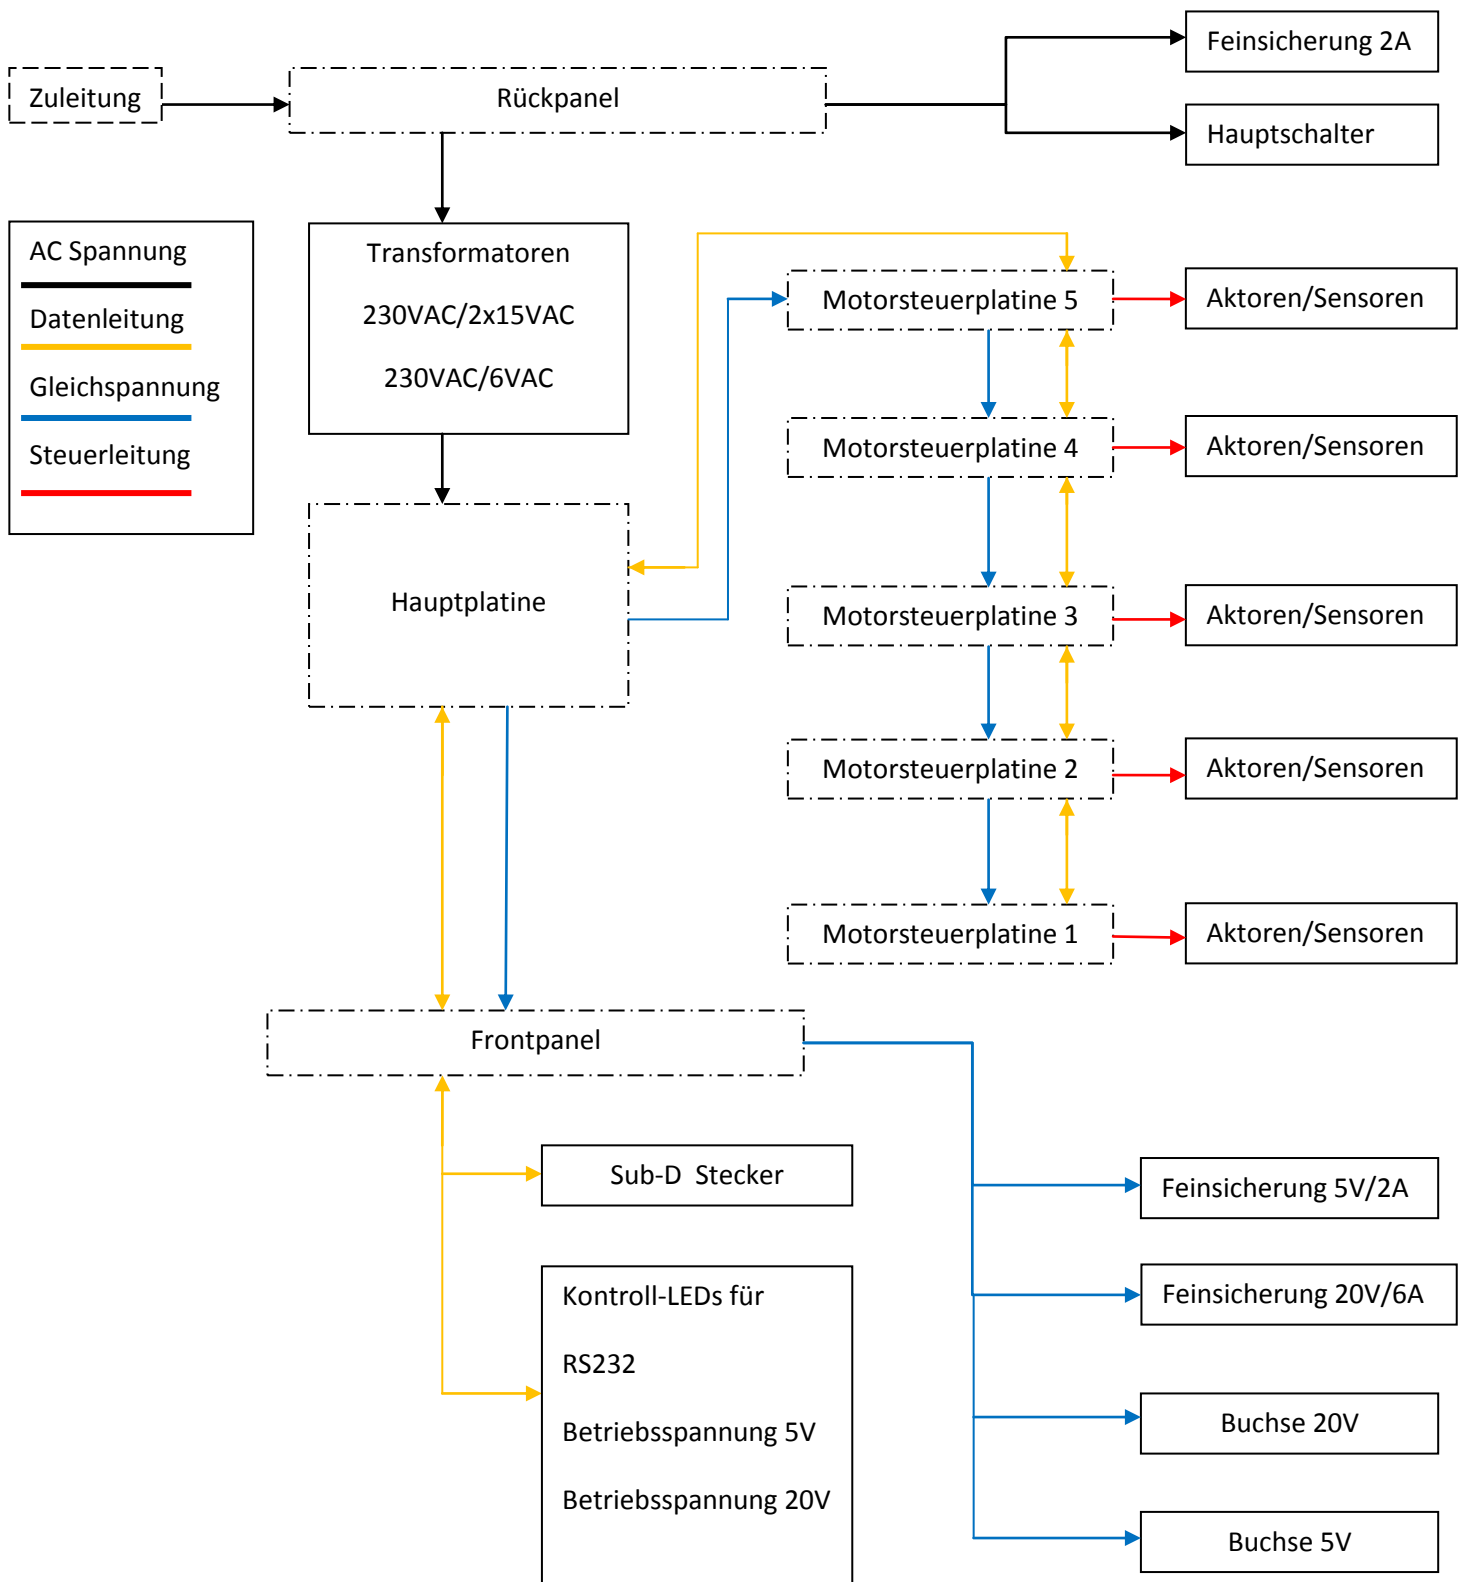 Feinsicherung 2A
Zuleitung
Rückpanel
Hauptschalter
AC Spannung
Datenleitung
Gleichspannung
Steuerleitung
Transformatoren
230VAC/2x15VAC
230VAC/6VAC
Hauptplatine
Motorsteuerplatine 5
Aktoren/Sensoren
Motorsteuerplatine 4
Aktoren/Sensoren
Motorsteuerplatine 3
Aktoren/Sensoren
Motorsteuerplatine 2
Aktoren/Sensoren
Motorsteuerplatine 1
Aktoren/Sensoren
Frontpanel
Sub-D Stecker
Kontroll-LEDs für
RS232
Betriebsspannung 5V
Betriebsspannung 20V
Feinsicherung 5V/2A
Feinsicherung 20V/6A
Buchse 20V
Buchse 5V